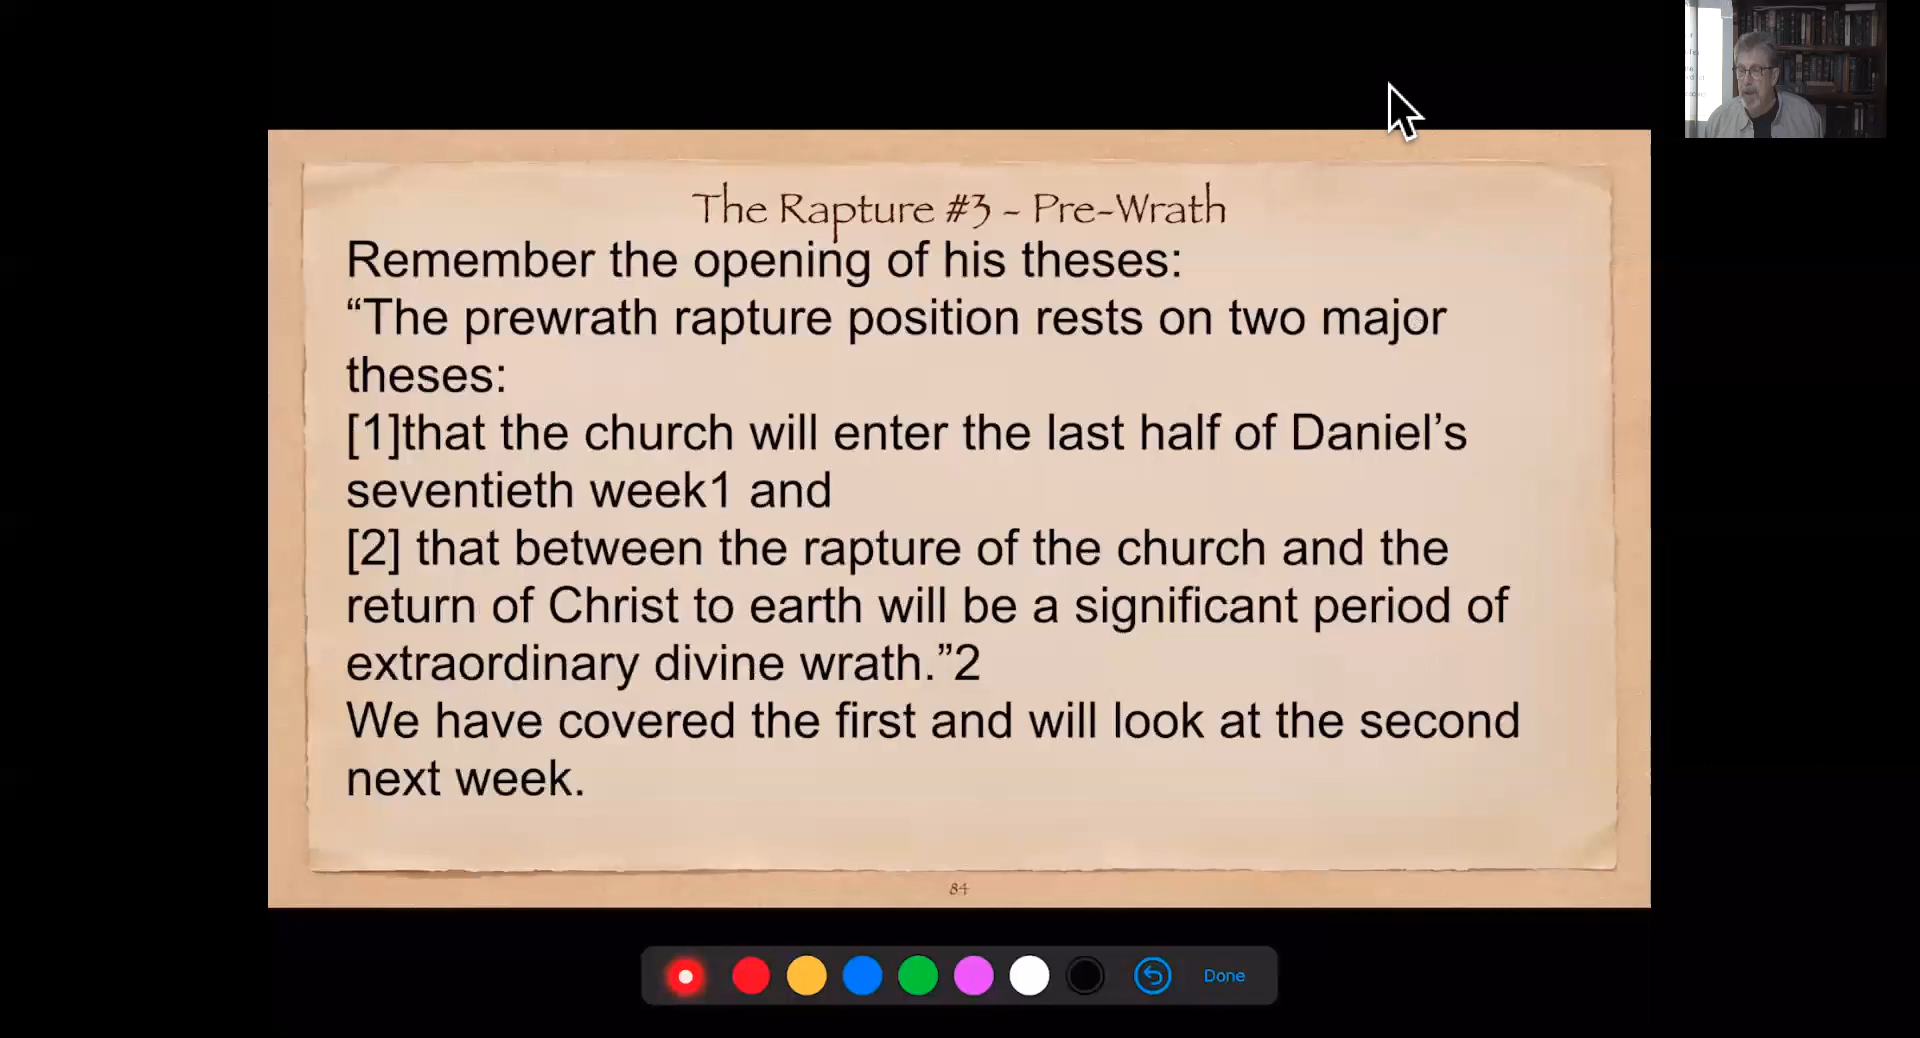 The Rapture #3 - Pre-Wrath
Remember the opening of his theses:
“The prewrath rapture position rests on two major
theses:
[1]that the church will enter the last half of Daniel’s
seventieth week1 and
[2] that between the rapture of the church and the
return of Christ to earth will be a significant period of
extraordinary divine wrath.”2
We have covered the first and will look at the second
next week.
84
Done